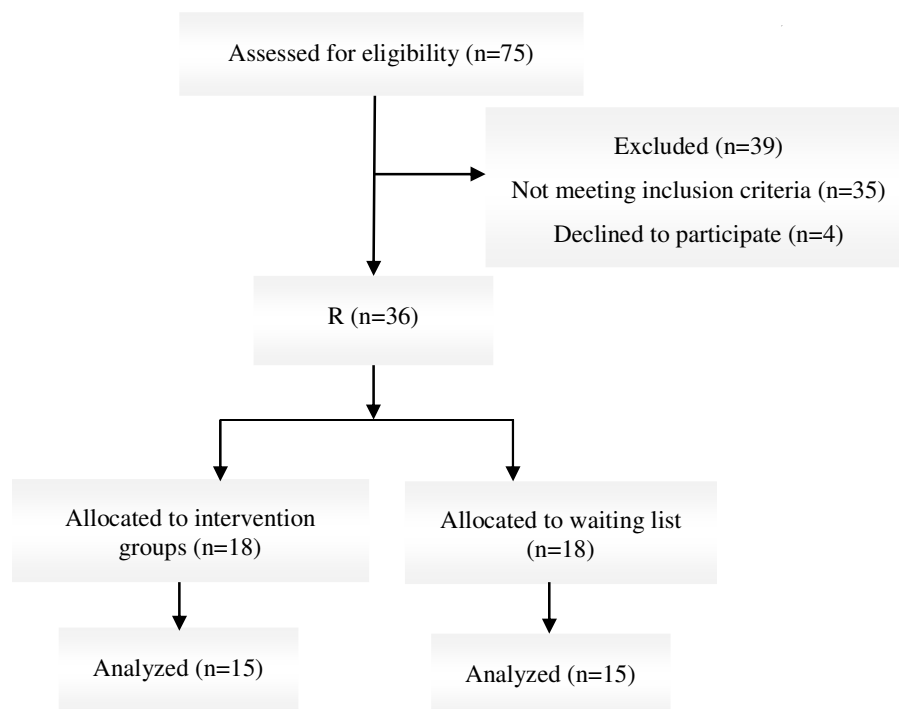 Assessed for eligibility (n=75)
Excluded (n=39)
Not meeting inclusion criteria (n=35)
Declined to participate (n=4)
R (n=36)
Allocated to intervention
groups (n=18)
Allocated to waiting list
(n=18)
Analyzed (n=15)
Analyzed (n=15)